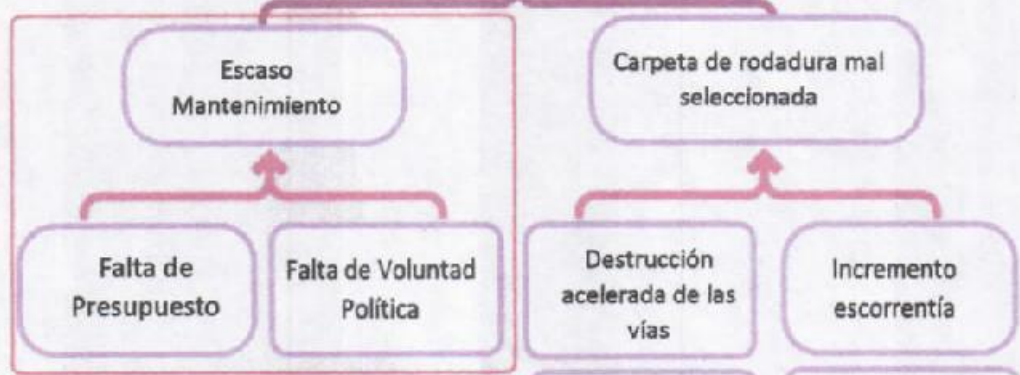 Escaso
Mantenimiento
Carpeta de rodadura mal
seleccionada
Falta de
Presupuesto
Falta de Voluntad
Política
Destrucción
acelerada de las
vías
Incremento
escorrentía